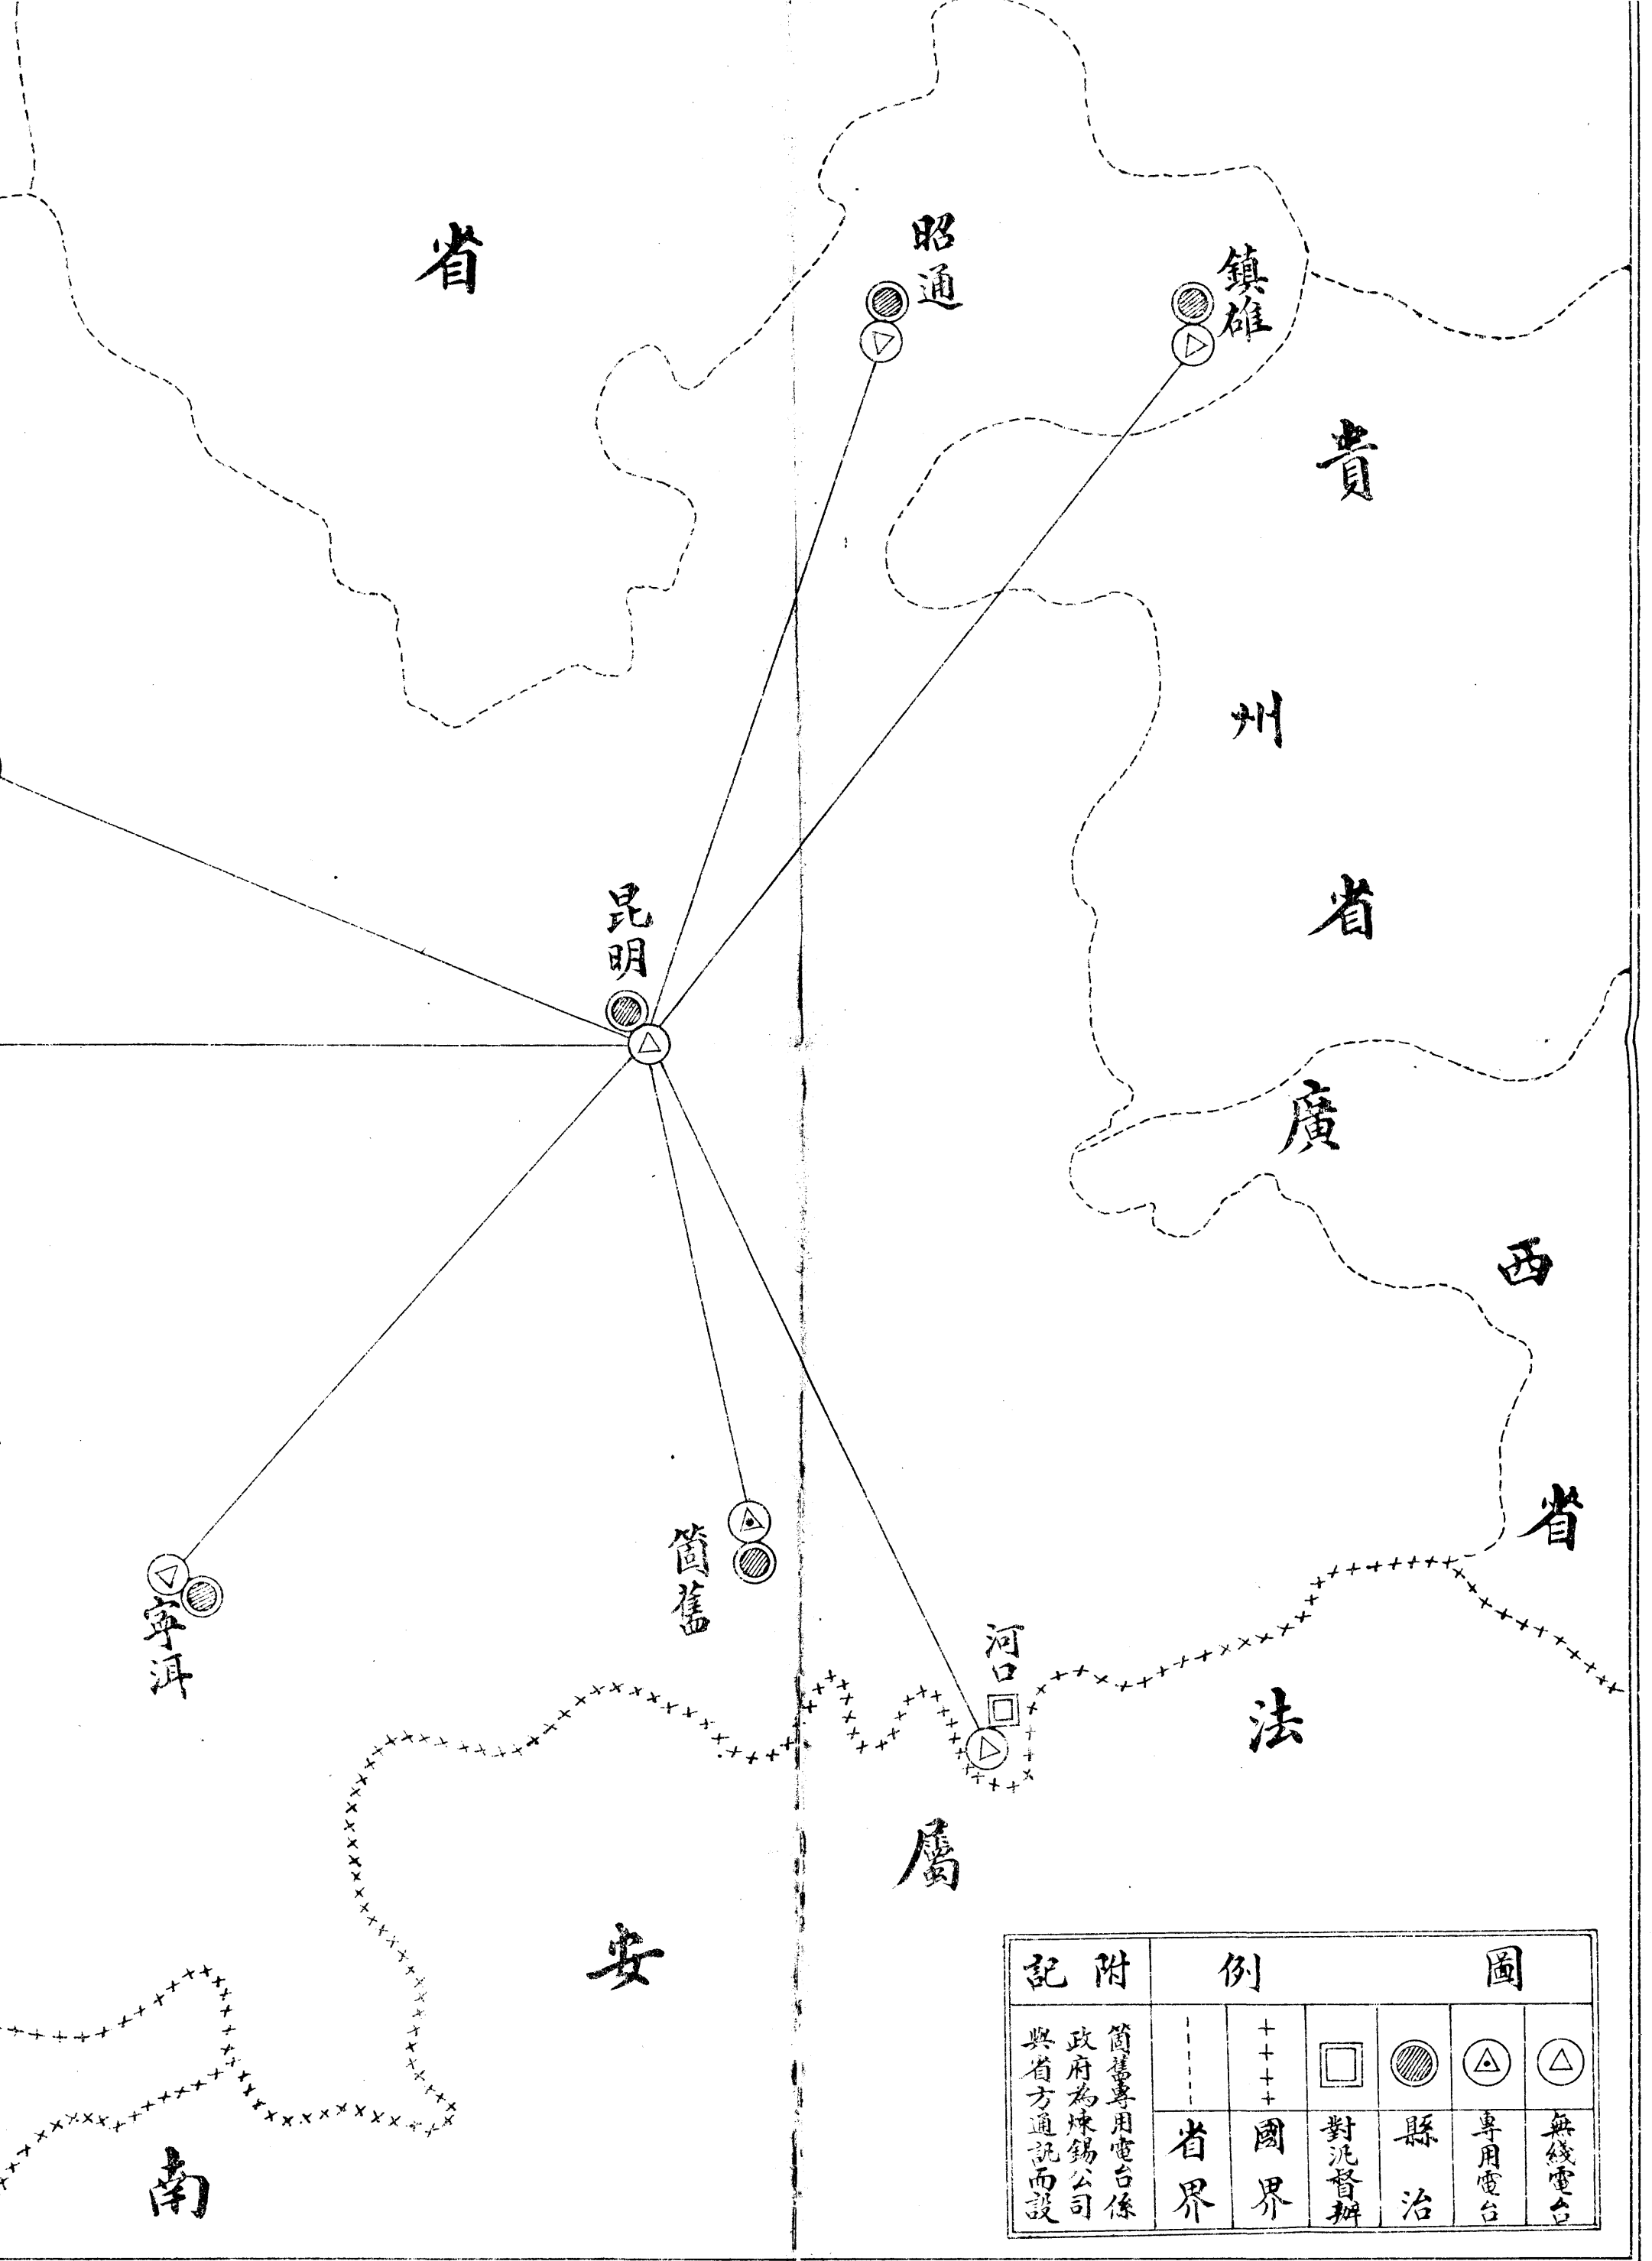 省
昭通
鎮雄
貴州省
昆明
廣西省
箇舊
寧洱
河口
法屬安南
圖例
無綫電台
專用電台
縣治
對汛督辦
國界
省界
附記
箇舊專用電台係
政府為煉錫公司
與省方通訊而設